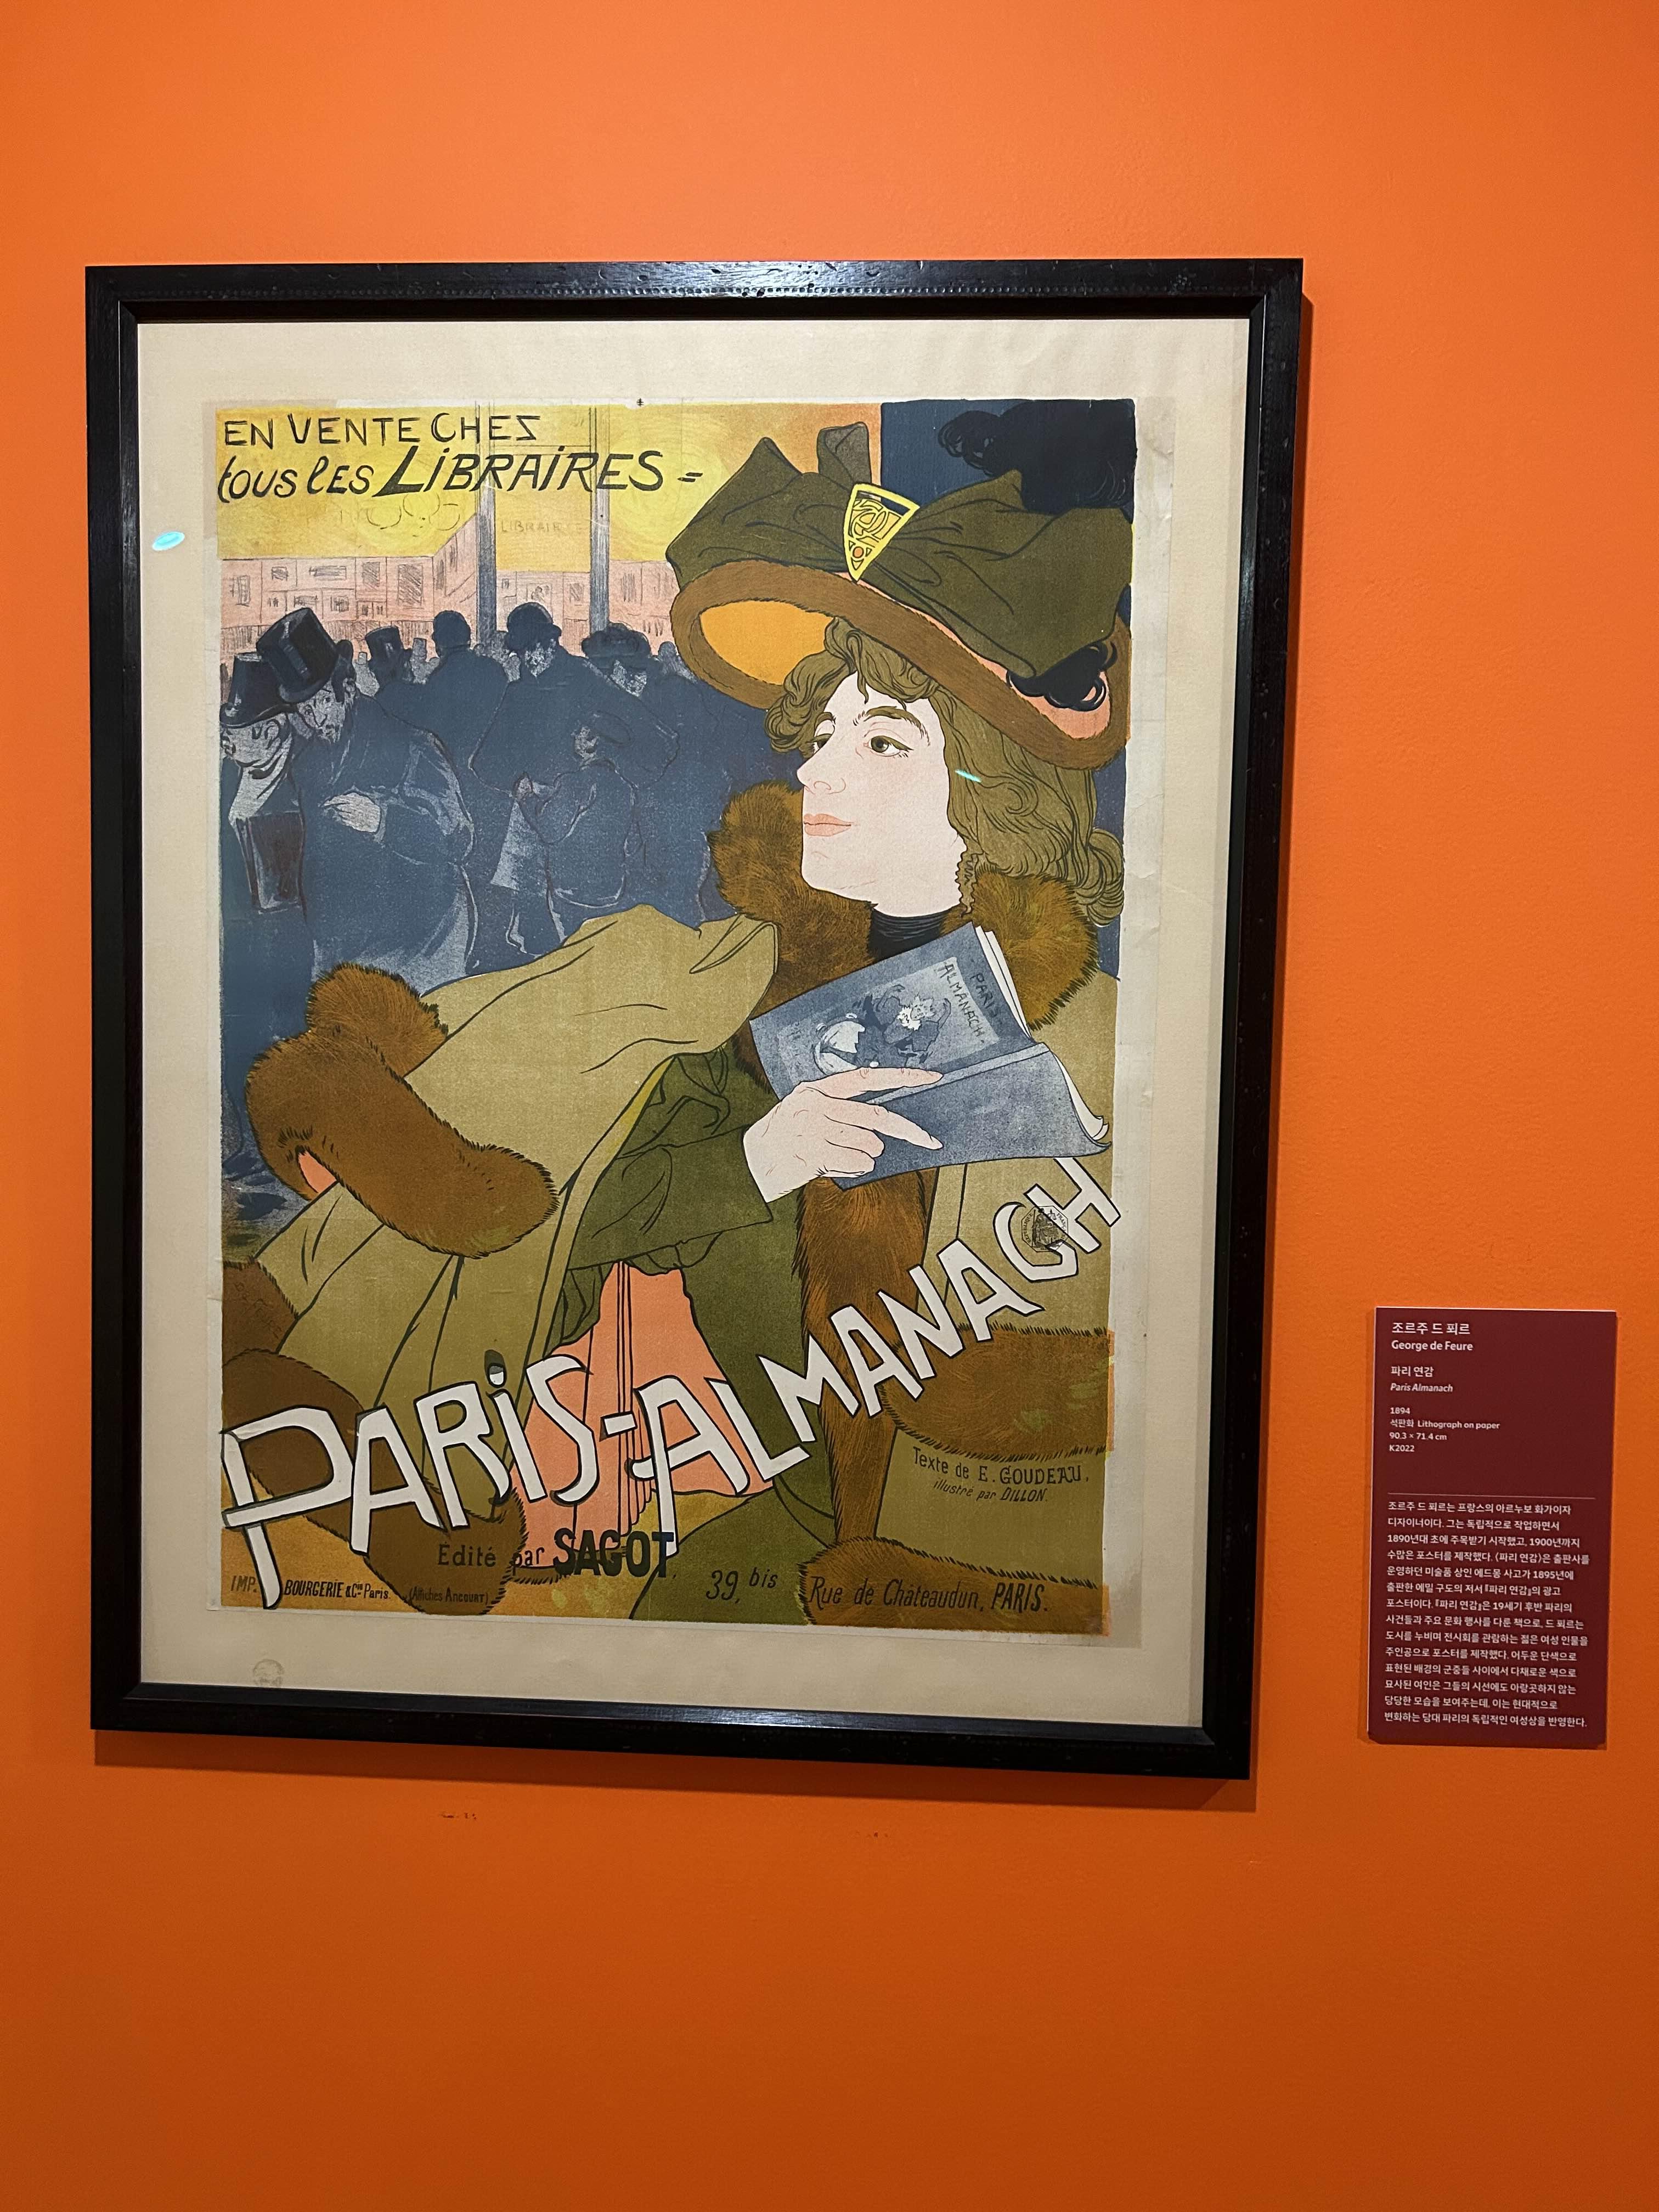 EN VENTE CHEZ
tous les LIBRAIRES =
LIBRAIRIE
PARIS
ALMANACH
PARIS-ALMANACH
Texte de E. GOUDEAU,
illustré par DILLON.
Edité par SAGOT,
39, bis Rue de Châteaudun, PARIS.
IMP. BOURGERIE & Cie Paris. (Affiches Ancourt)
조르주 드 푀르
George de Feure
파리 연감
Paris Almanach
1894
석판화 Lithograph on paper
90.3 × 71.4 cm
K2022
조르주 드 푀르는 프랑스의 아르누보 화가이자
디자이너이다. 그는 독립적으로 작업하면서
1890년대 초에 주목받기 시작했고, 1900년까지
수많은 포스터를 제작했다. 〈파리 연감〉은 출판사를
운영하던 미술품 상인 에드몽 사고가 1895년에
출판한 에밀 구도의 저서 『파리 연감』의 광고
포스터이다. 『파리 연감』은 19세기 후반 파리의
사건들과 주요 문화 행사를 다룬 책으로, 드 푀르는
도시를 누비며 전시회를 관람하는 젊은 여성 인물을
주인공으로 포스터를 제작했다. 어두운 단색으로
표현된 배경의 군중들 사이에서 다채로운 색으로
묘사된 여인은 그들의 시선에도 아랑곳하지 않는
당당한 모습을 보여주는데, 이는 현대적으로
변화하는 당대 파리의 독립적인 여성상을 반영한다.